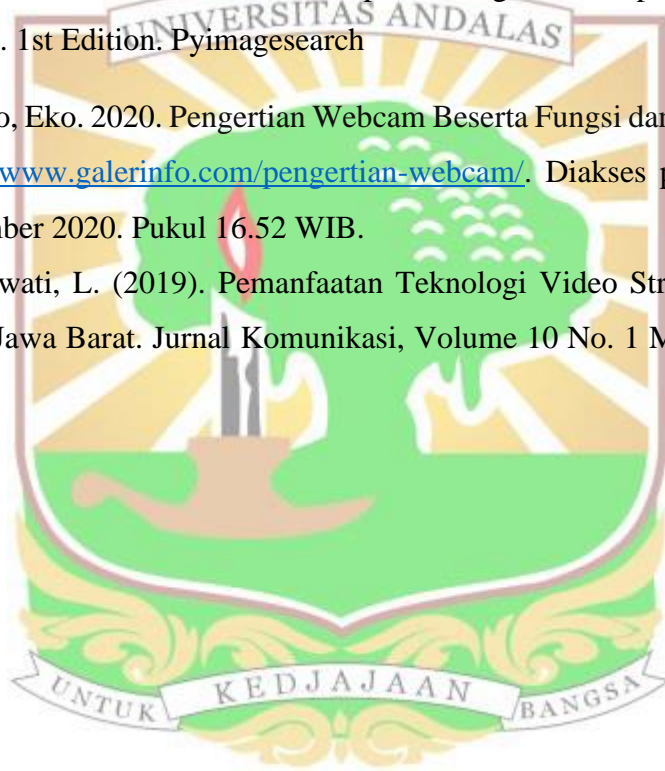 UNIVERSITAS ANDALAS
. 1st Edition. Pyimagesearch
o, Eko. 2020. Pengertian Webcam Beserta Fungsi dan
www.galerinfo.com/pengertian-webcam/. Diakses p
ber 2020. Pukul 16.52 WIB.
wati, L. (2019). Pemanfaatan Teknologi Video Str
Jawa Barat. Jurnal Komunikasi, Volume 10 No. 1 M
UNTUK KEDJAJAAN BANGSA